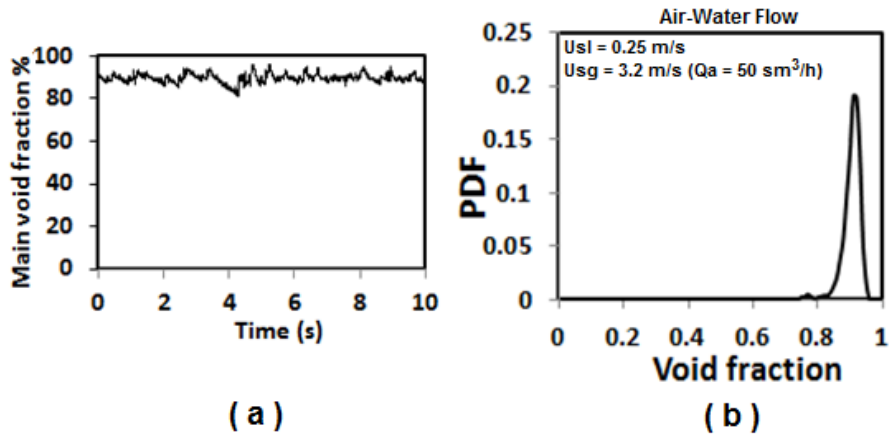 Main void fraction %
100
80
60
40
20
0
0 2 4 6 8 10
Time (s)
( a )
Air-Water Flow
Usl = 0.25 m/s
Usg = 3.2 m/s (Qa = 50 sm³/h)
PDF
0.25
0.2
0.15
0.1
0.05
0
0 0.2 0.4 0.6 0.8 1
Void fraction
( b )